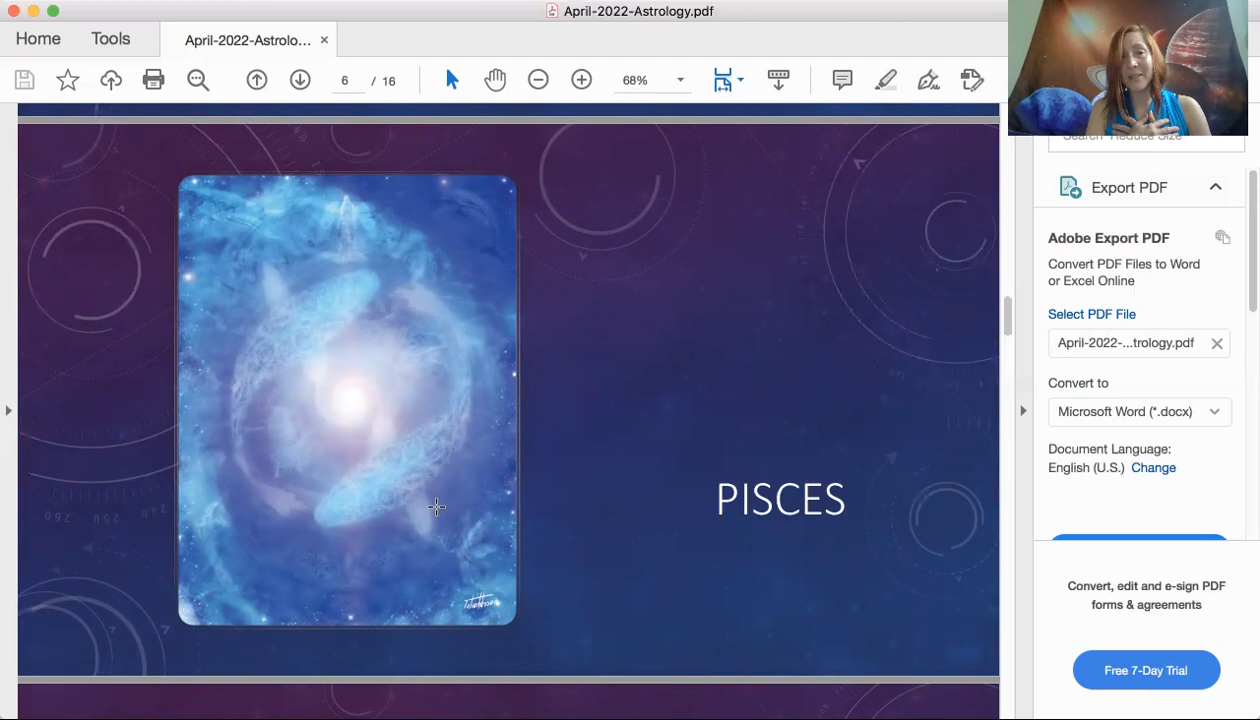 April-2022-Astrology.pdf
Home
Tools
April-2022-Astrolo...
6
/ 16
68%
PISCES
Export PDF
Adobe Export PDF
Convert PDF Files to Word
or Excel Online
Select PDF File
April-2022-...trology.pdf
Convert to
Microsoft Word (*.docx)
Document Language:
English (U.S.) Change
Convert, edit and e-sign PDF
forms & agreements
Free 7-Day Trial